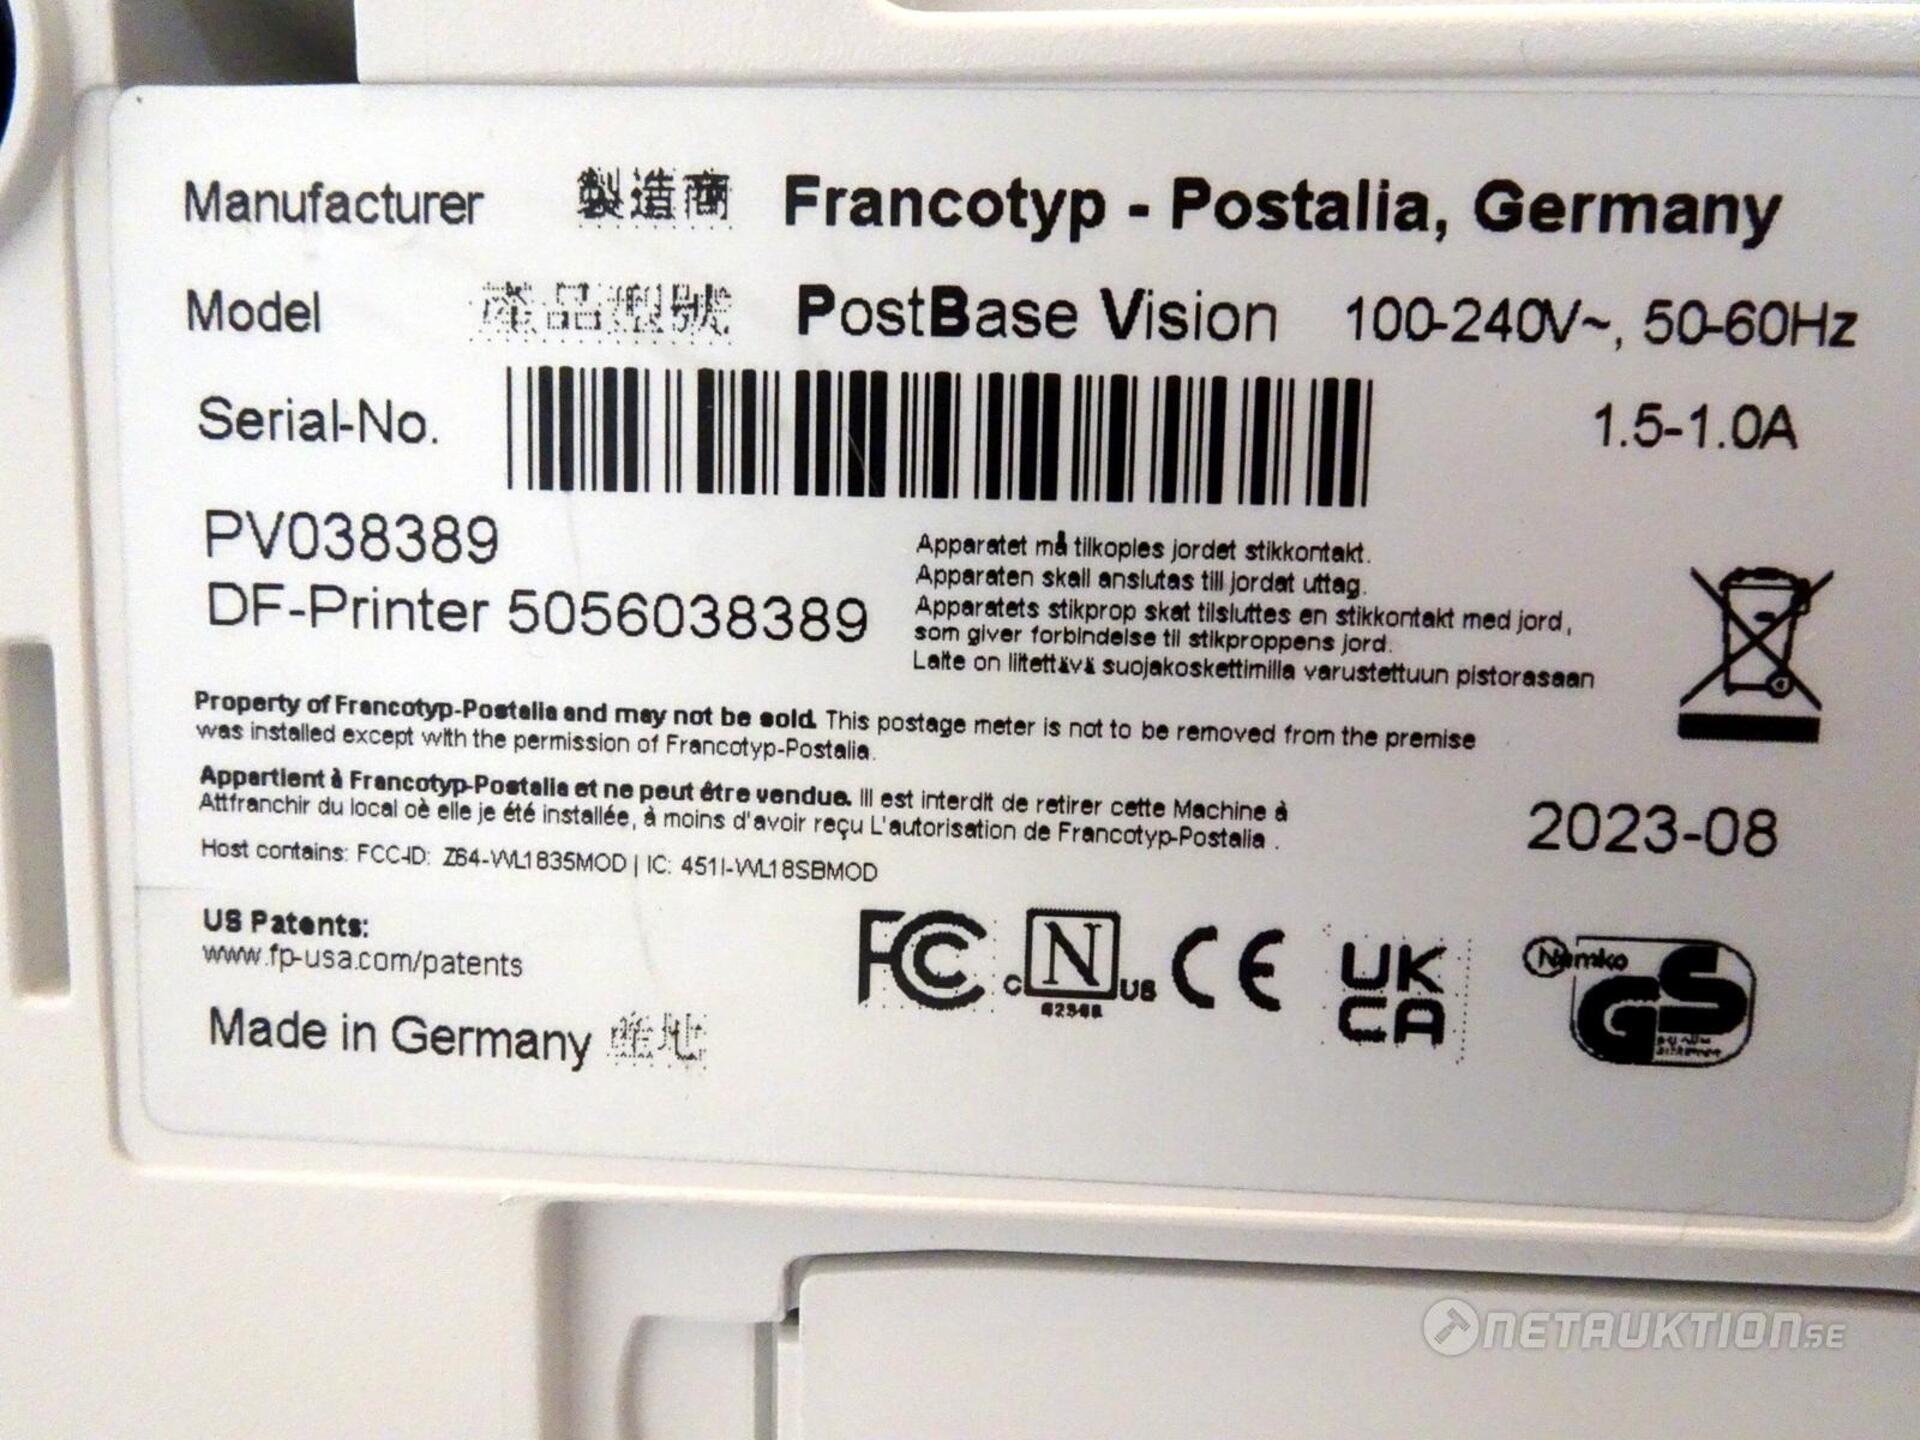 Manufacturer 製造商 Francotyp - Postalia, Germany
Model 產品型號 PostBase Vision 100-240V~, 50-60Hz
Serial-No. 1.5-1.0A
PV038389
DF-Printer 5056038389
Apparatet må tilkoples jordet stikkontakt.
Apparaten skall anslutas till jordat uttag.
Apparatets stikprop skat tilsluttes en stikkontakt med jord,
som giver forbindelse til stikproppens jord.
Laite on liitettävä suojakoskettimilla varustettuun pistorasaan
Property of Francotyp-Postalia and may not be sold. This postage meter is not to be removed from the premise
was installed except with the permission of Francotyp-Postalia.
Appartient à Francotyp-Postalia et ne peut être vendue. Ill est interdit de retirer cette Machine à
Attfranchir du local oè elle je été installée, à moins d'avoir reçu L'autorisation de Francotyp-Postalia .
2023-08
Host contains: FCC-ID: Z64-WL1835MOD | IC: 451I-WL18SBMOD
US Patents:
www.fp-usa.com/patents
FC C N US CE UK CA Nemko GS
Made in Germany 產地
NETAUKTION.SE